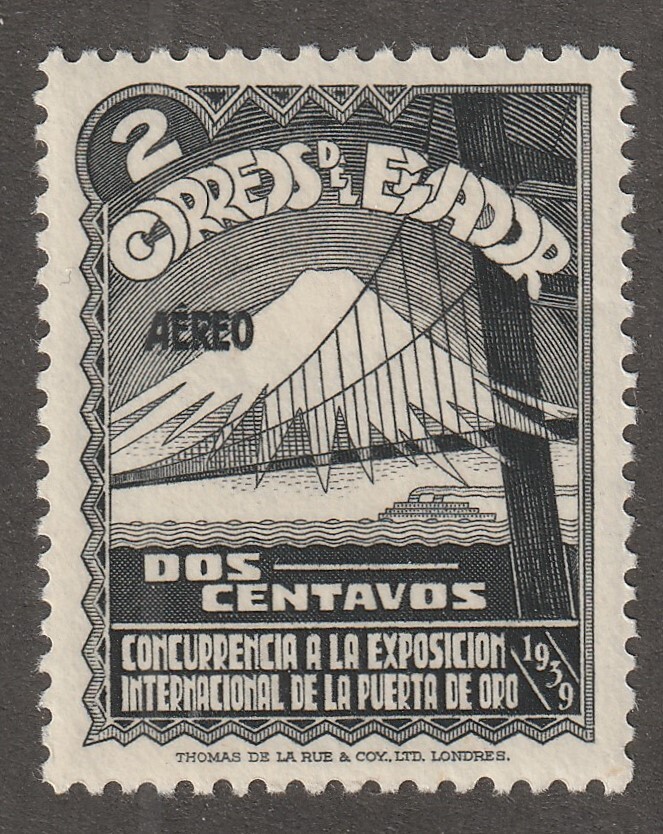 2
CORREOS DEL ECUADOR
AÉREO
DOS
CENTAVOS
CONCURRENCIA A LA EXPOSICION
INTERNACIONAL DE LA PUERTA DE ORO
1939
THOMAS DE LA RUE & COY., LTD. LONDRES.